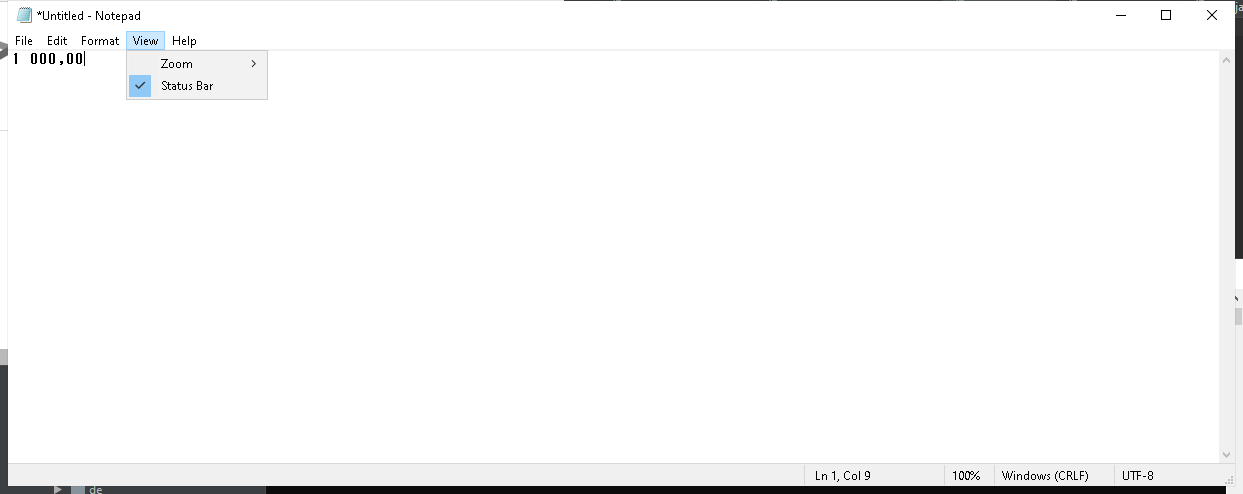 *Untitled - Notepad
File Edit Format View Help
1 000,00
Zoom
Status Bar
Ln 1, Col 9 100% Windows (CRLF) UTF-8
de